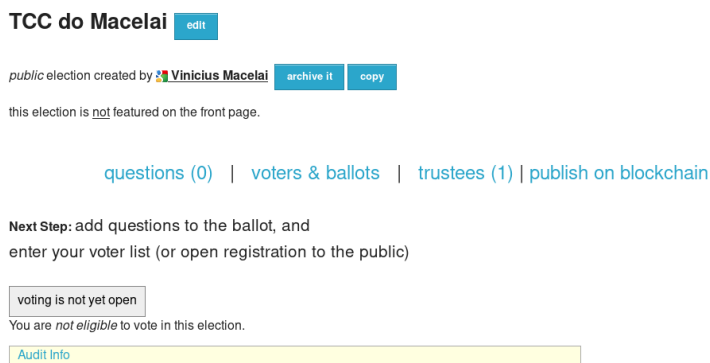 TCC do Macelai edit
public election created by Vinicius Macelai archive it copy
this election is not featured on the front page.
questions (0) | voters & ballots | trustees (1) | publish on blockchain
Next Step: add questions to the ballot, and
enter your voter list (or open registration to the public)
voting is not yet open
You are not eligible to vote in this election.
Audit Info